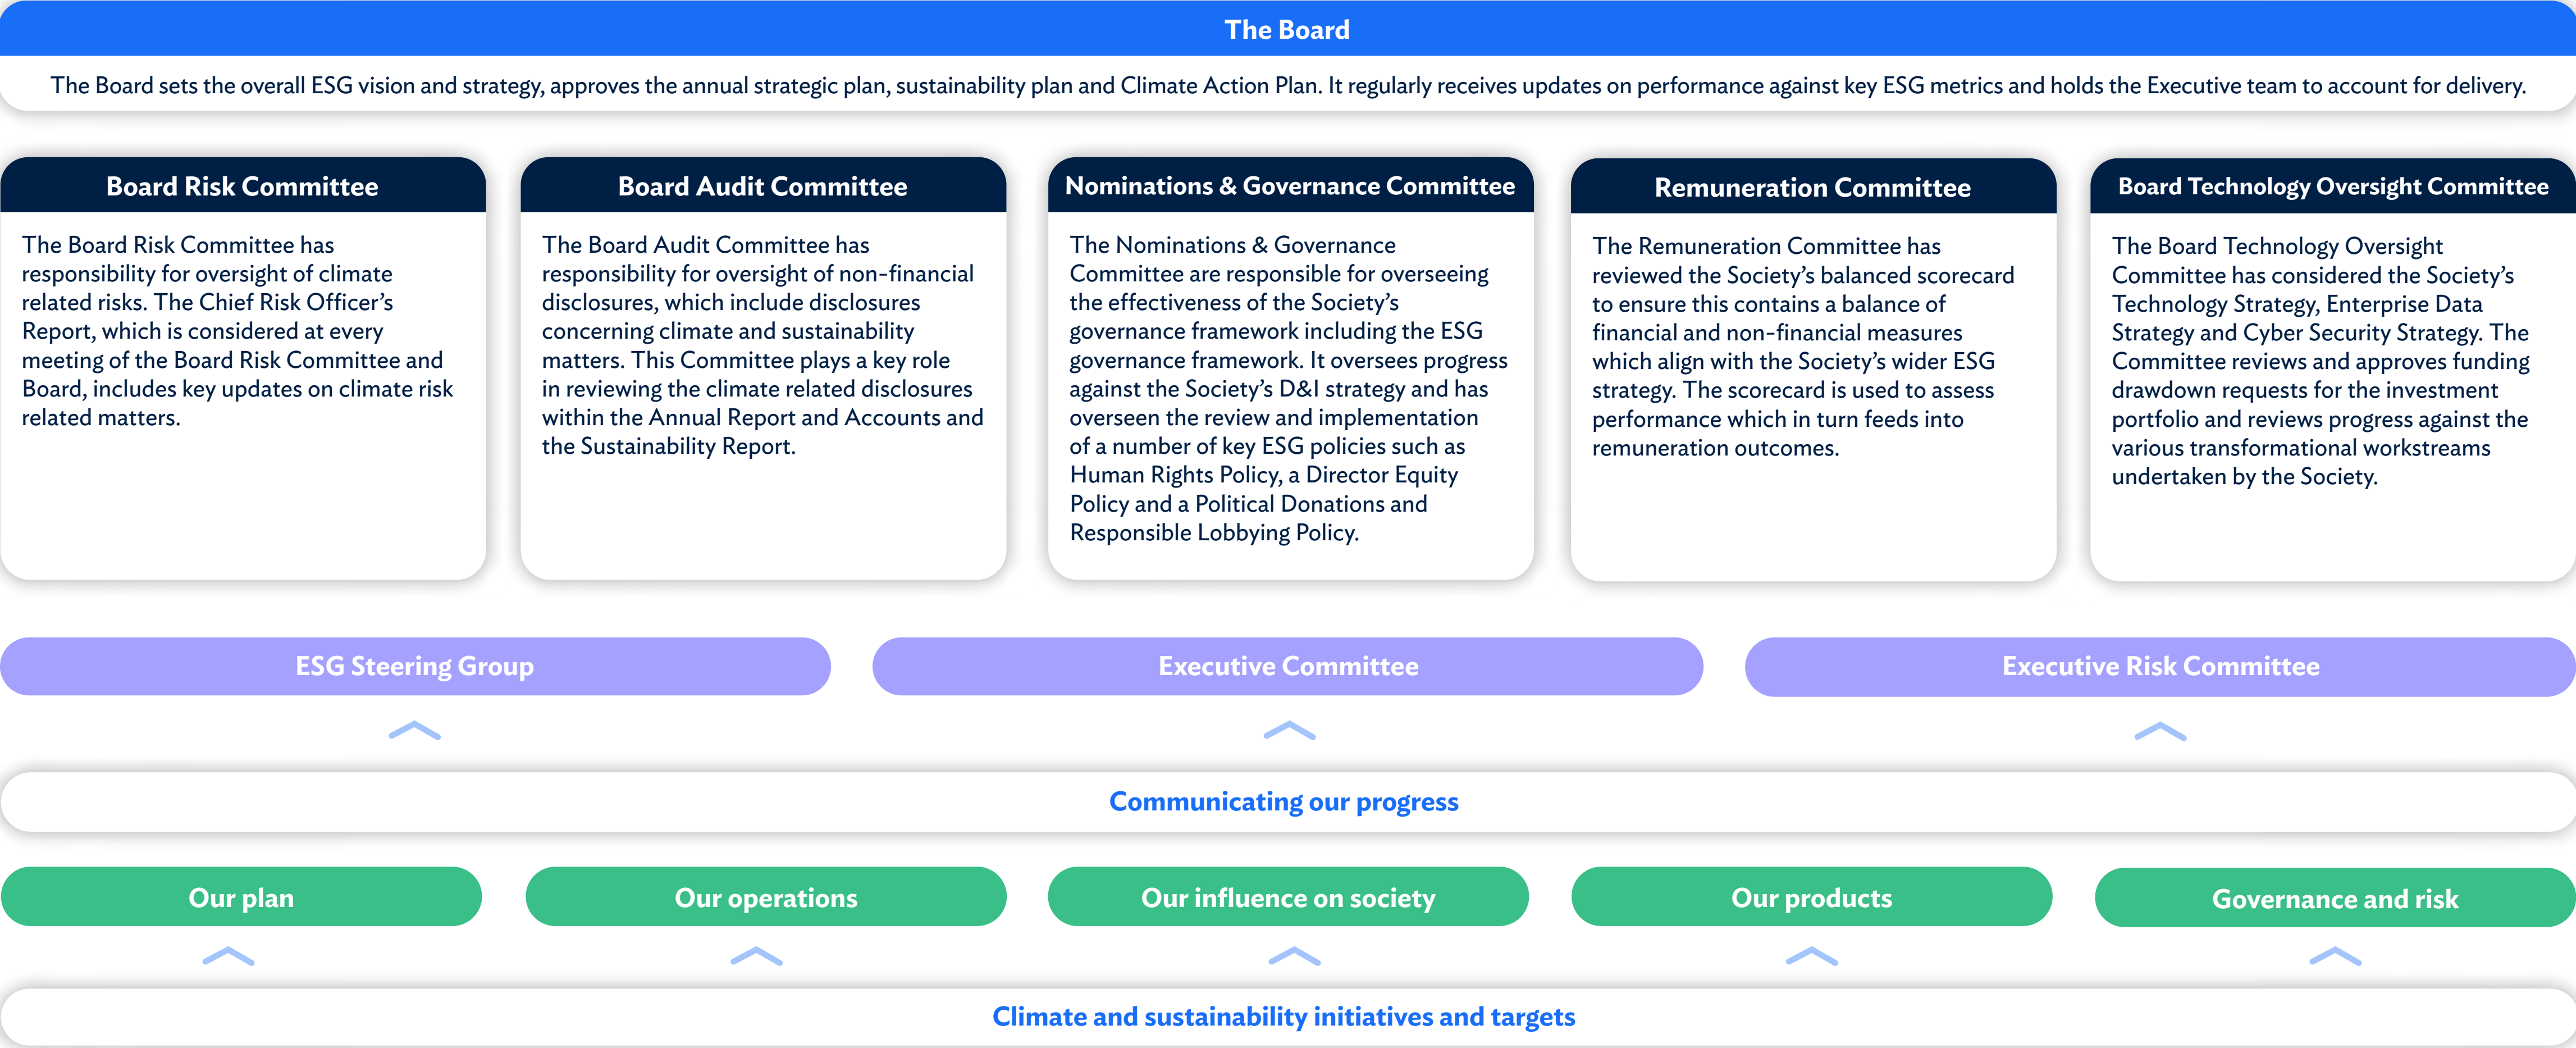 The Board
The Board sets the overall ESG vision and strategy, approves the annual strategic plan, sustainability plan and Climate Action Plan. It regularly receives updates on performance against key ESG metrics and holds the Executive team to account for delivery.
Board Risk Committee
The Board Risk Committee has
responsibility for oversight of climate
related risks. The Chief Risk Officer’s
Report, which is considered at every
meeting of the Board Risk Committee and
Board, includes key updates on climate risk
related matters.
Board Audit Committee
The Board Audit Committee has
responsibility for oversight of non-financial
disclosures, which include disclosures
concerning climate and sustainability
matters. This Committee plays a key role
in reviewing the climate related disclosures
within the Annual Report and Accounts and
the Sustainability Report.
Nominations & Governance Committee
The Nominations & Governance
Committee are responsible for overseeing
the effectiveness of the Society’s
governance framework including the ESG
governance framework. It oversees progress
against the Society’s D&I strategy and has
overseen the review and implementation
of a number of key ESG policies such as
Human Rights Policy, a Director Equity
Policy and a Political Donations and
Responsible Lobbying Policy.
Remuneration Committee
The Remuneration Committee has
reviewed the Society’s balanced scorecard
to ensure this contains a balance of
financial and non-financial measures
which align with the Society’s wider ESG
strategy. The scorecard is used to assess
performance which in turn feeds into
remuneration outcomes.
Board Technology Oversight Committee
The Board Technology Oversight
Committee has considered the Society’s
Technology Strategy, Enterprise Data
Strategy and Cyber Security Strategy. The
Committee reviews and approves funding
drawdown requests for the investment
portfolio and reviews progress against the
various transformational workstreams
undertaken by the Society.
ESG Steering Group
Executive Committee
Executive Risk Committee
Communicating our progress
Our plan
Our operations
Our influence on society
Our products
Governance and risk
Climate and sustainability initiatives and targets